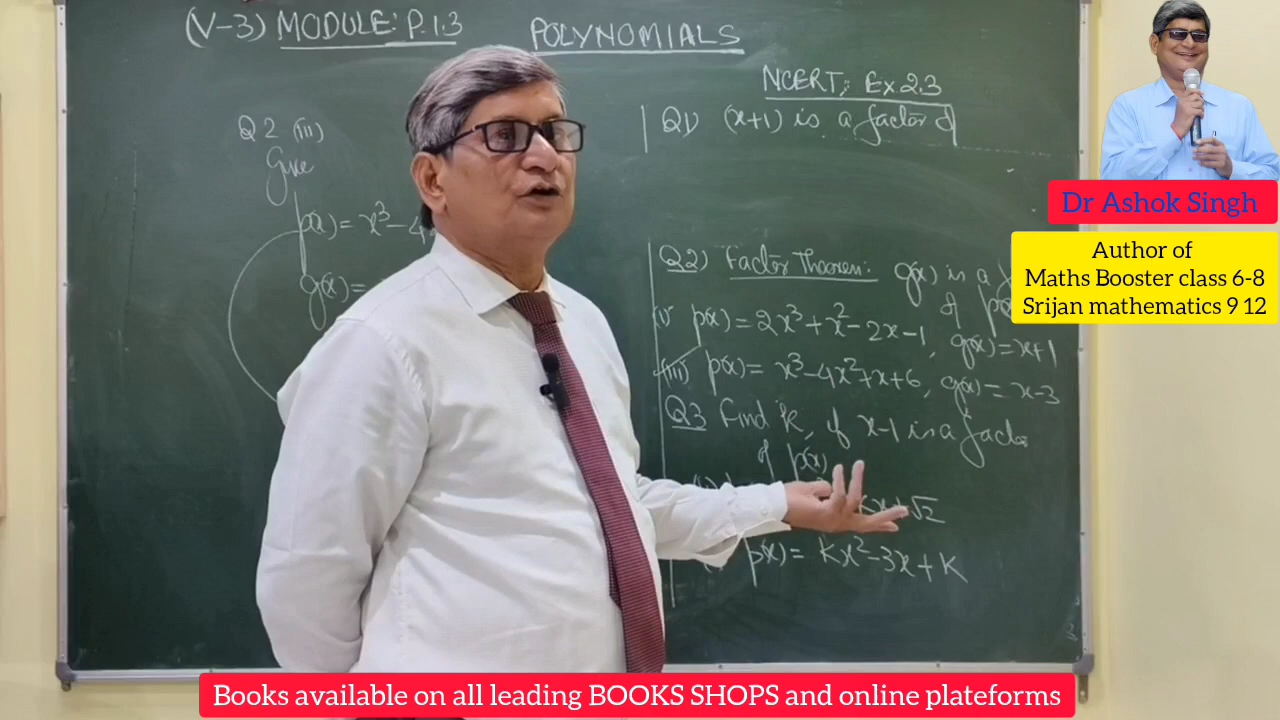 (V-3) MODULE: P.1.3 POLYNOMIALS
NCERT; Ex 2.3
Q1) (x+1) is a factor of
Q2 (iii)
p(x) = x³-4
g(x) =
Q2) Factor Theorem: g(x) is a
of p(x)
p(x) = 2x³+x²-2x-1, g(x)=x+1
(iii) p(x) = x³-4x²+x+6, g(x) = x-3
Q3 Find k, if x-1 is a factor
of p(x)
kx+√2
p(x) = kx²-3x+k
Dr Ashok Singh
Author of
Maths Booster class 6-8
Srijan mathematics 9 12
Books available on all leading BOOKS SHOPS and online plateforms